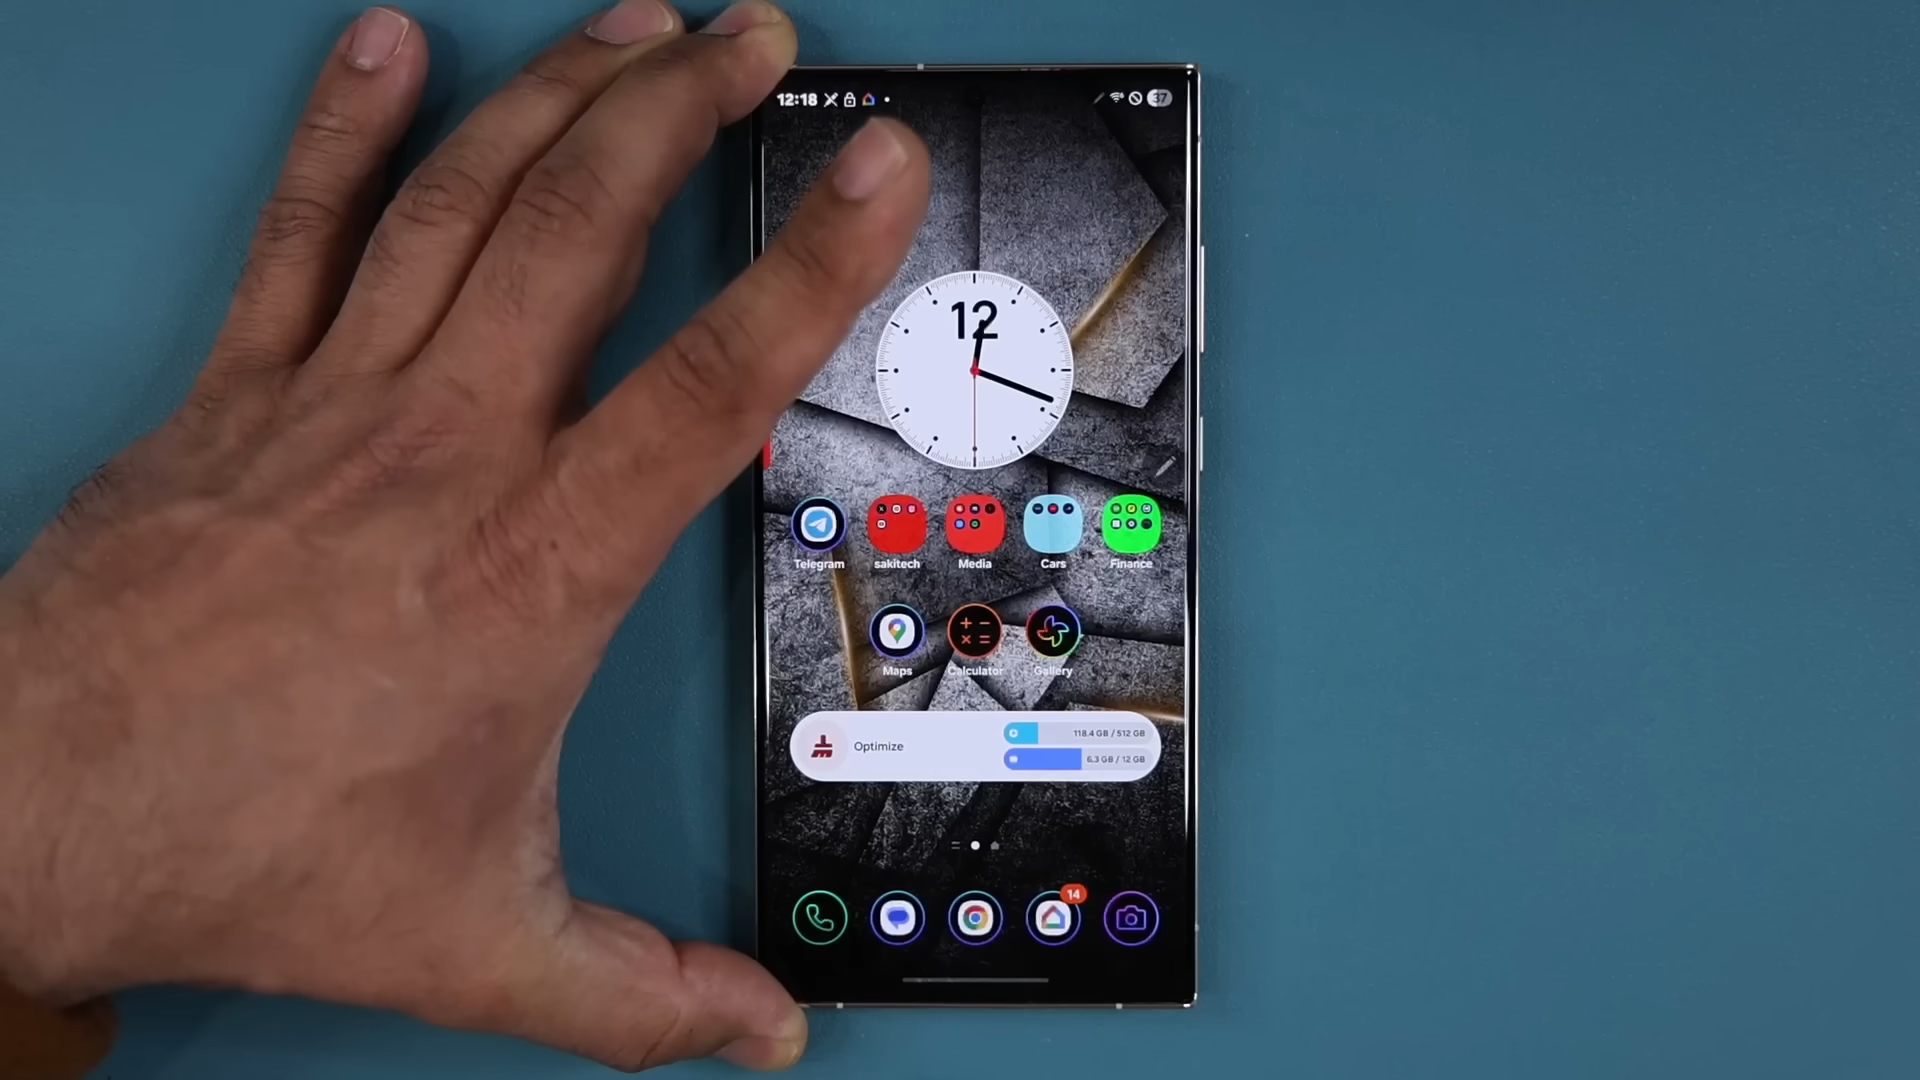 12:18
37
12
Telegram
sakitech
Media
Cars
Finance
Maps
Calculator
Gallery
Optimize
118.4 GB / 512 GB
6.3 GB / 12 GB
14